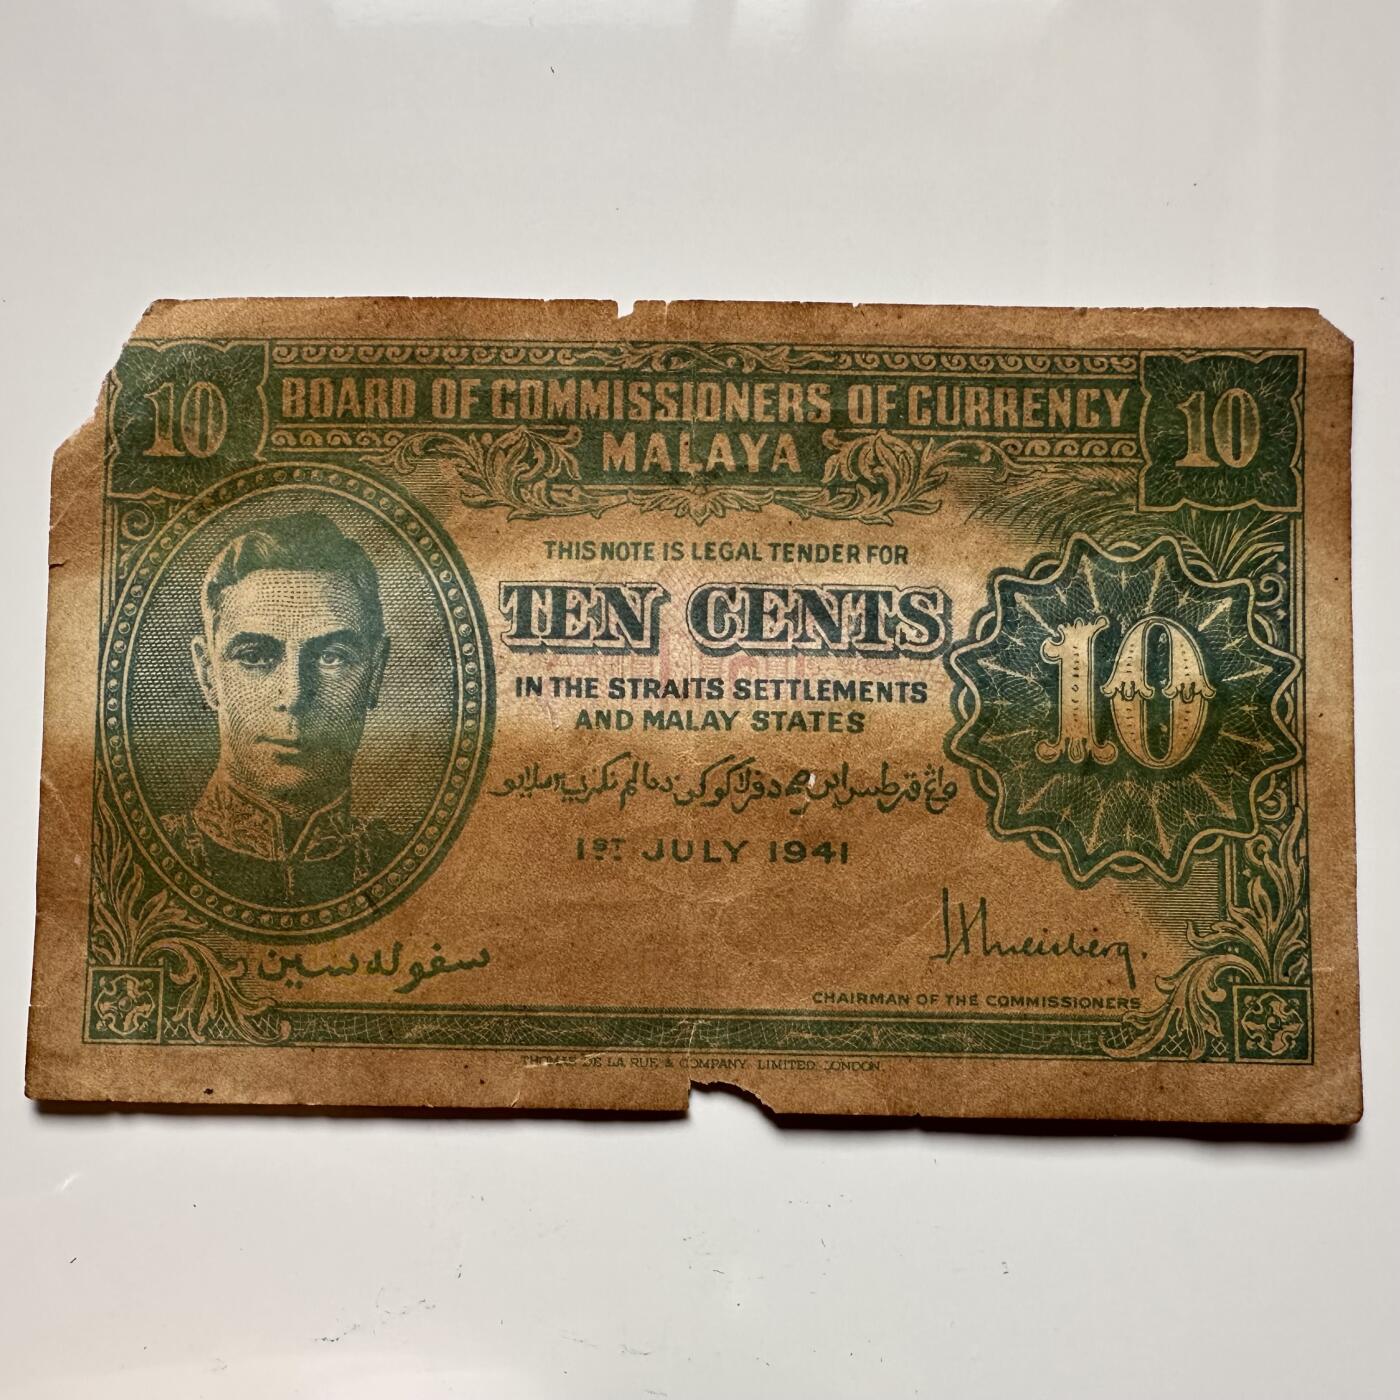 10
BOARD OF COMMISSIONERS OF CURRENCY
10
MALAYA
THIS NOTE IS LEGAL TENDER FOR
TEN CENTS
10
IN THE STRAITS SETTLEMENTS
AND MALAY STATES
1ST JULY 1941
سفوله سين
CHAIRMAN OF THE COMMISSIONERS
THOMAS DE LA RUE & COMPANY, LIMITED, LONDON.